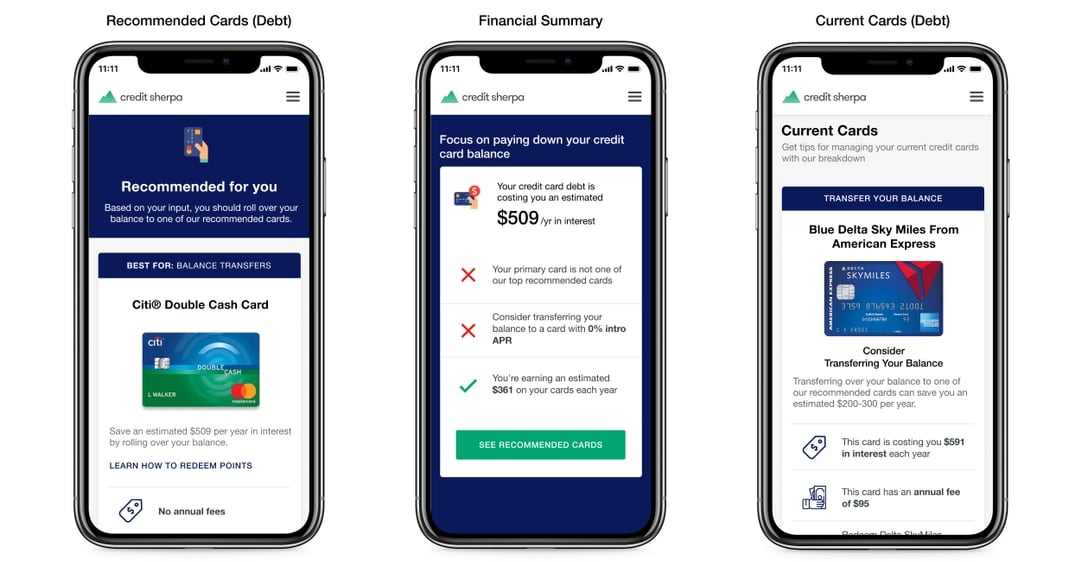 Recommended Cards (Debt)
11:11
credit sherpa
Recommended for you
Based on your input, you should roll over your
balance to one of our recommended cards.
BEST FOR: BALANCE TRANSFERS
Citi® Double Cash Card
citi
DOUBLE
CASH
L WALKER
mastercard
Save an estimated $509 per year in interest
by rolling over your balance.
LEARN HOW TO REDEEM POINTS
No annual fees
Financial Summary
11:11
credit sherpa
Focus on paying down your credit
card balance
Your credit card debt is
costing you an estimated
$509 /yr in interest
Your primary card is not one of
our top recommended cards
Consider transferring your
balance to a card with 0% intro
APR
You're earning an estimated
$361 on your cards each year
SEE RECOMMENDED CARDS
Current Cards (Debt)
11:11
credit sherpa
Current Cards
Get tips for managing your current credit cards
with our breakdown
TRANSFER YOUR BALANCE
Blue Delta Sky Miles From
American Express
AMERICAN EXPRESS
DELTA
SKYMILES
3759 876543 21001
95
C F FROST
Consider
Transferring Your Balance
Transferring over your balance to one of
our recommended cards can save you an
estimated $200-300 per year.
This card is costing you $591
in interest each year
This card has an annual fee
of $95
Redeem Delta SkyMiles